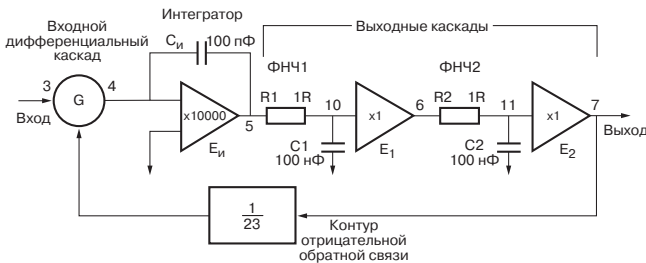 Входной
дифференциальный
каскад
Интегратор
Cи
100 пФ
Выходные каскады
ФНЧ1
ФНЧ2
3
Вход
G
4
x10000
Eи
5
R1 1R
10
C1
100 нФ
x1
E1
6
R2 1R
11
C2
100 нФ
x1
E2
7
Выход
1
23
Контур
отрицательной
обратной связи